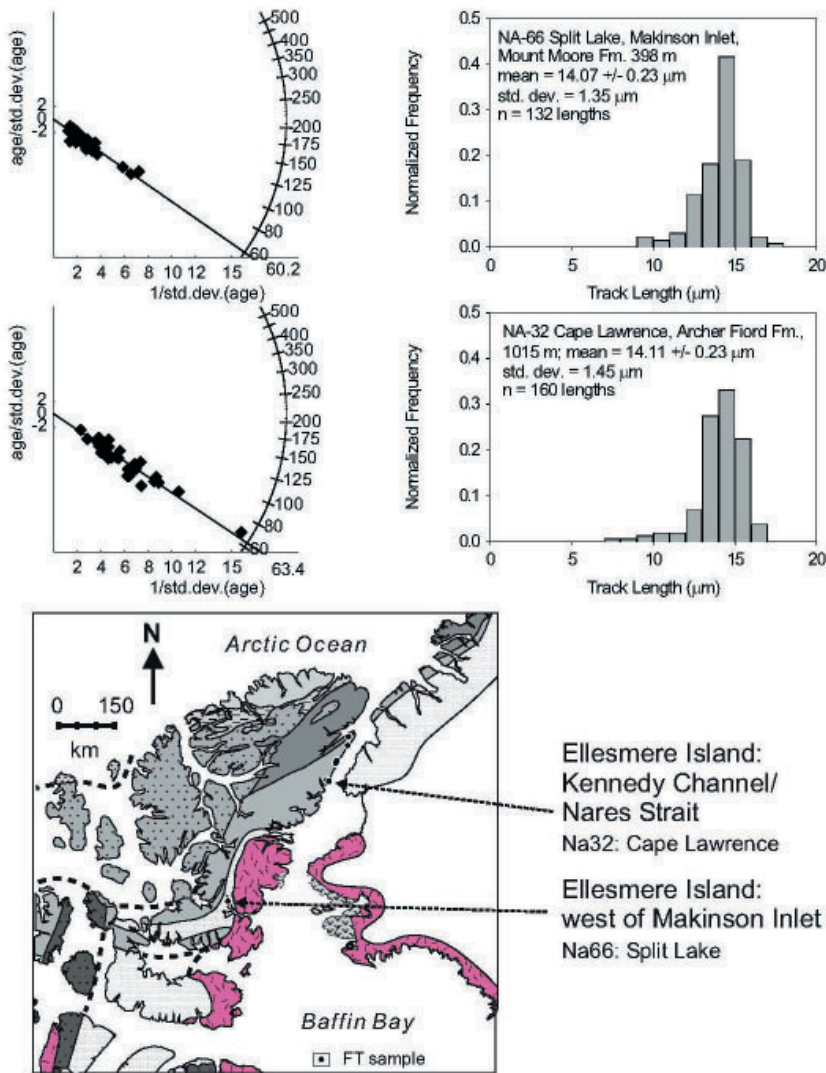 500
450
400
350
300
250
200
175
150
125
100
80
60
60.2
age/std.dev.(age)
2
0
-2
2 4 6 8 10 12 15
1/std.dev.(age)
0.5
0.4
0.3
0.2
0.1
0.0
Normalized Frequency
NA-66 Split Lake, Makinson Inlet,
Mount Moore Fm. 398 m
mean = 14.07 +/- 0.23 µm
std. dev. = 1.35 µm
n = 132 lengths
0 5 10 15 20
Track Length (µm)
500
450
400
350
300
250
200
175
150
125
100
80
60
63.4
age/std.dev.(age)
2
0
-2
2 4 6 8 10 12 15
1/std.dev.(age)
0.5
0.4
0.3
0.2
0.1
0.0
Normalized Frequency
NA-32 Cape Lawrence, Archer Fiord Fm.,
1015 m; mean = 14.11 +/- 0.23 µm
std. dev. = 1.45 µm
n = 160 lengths
0 5 10 15 20
Track Length (µm)
N
Arctic Ocean
0 150
km
Ellesmere Island:
Kennedy Channel/
Nares Strait
Na32: Cape Lawrence
Ellesmere Island:
west of Makinson Inlet
Na66: Split Lake
Baffin Bay
FT sample